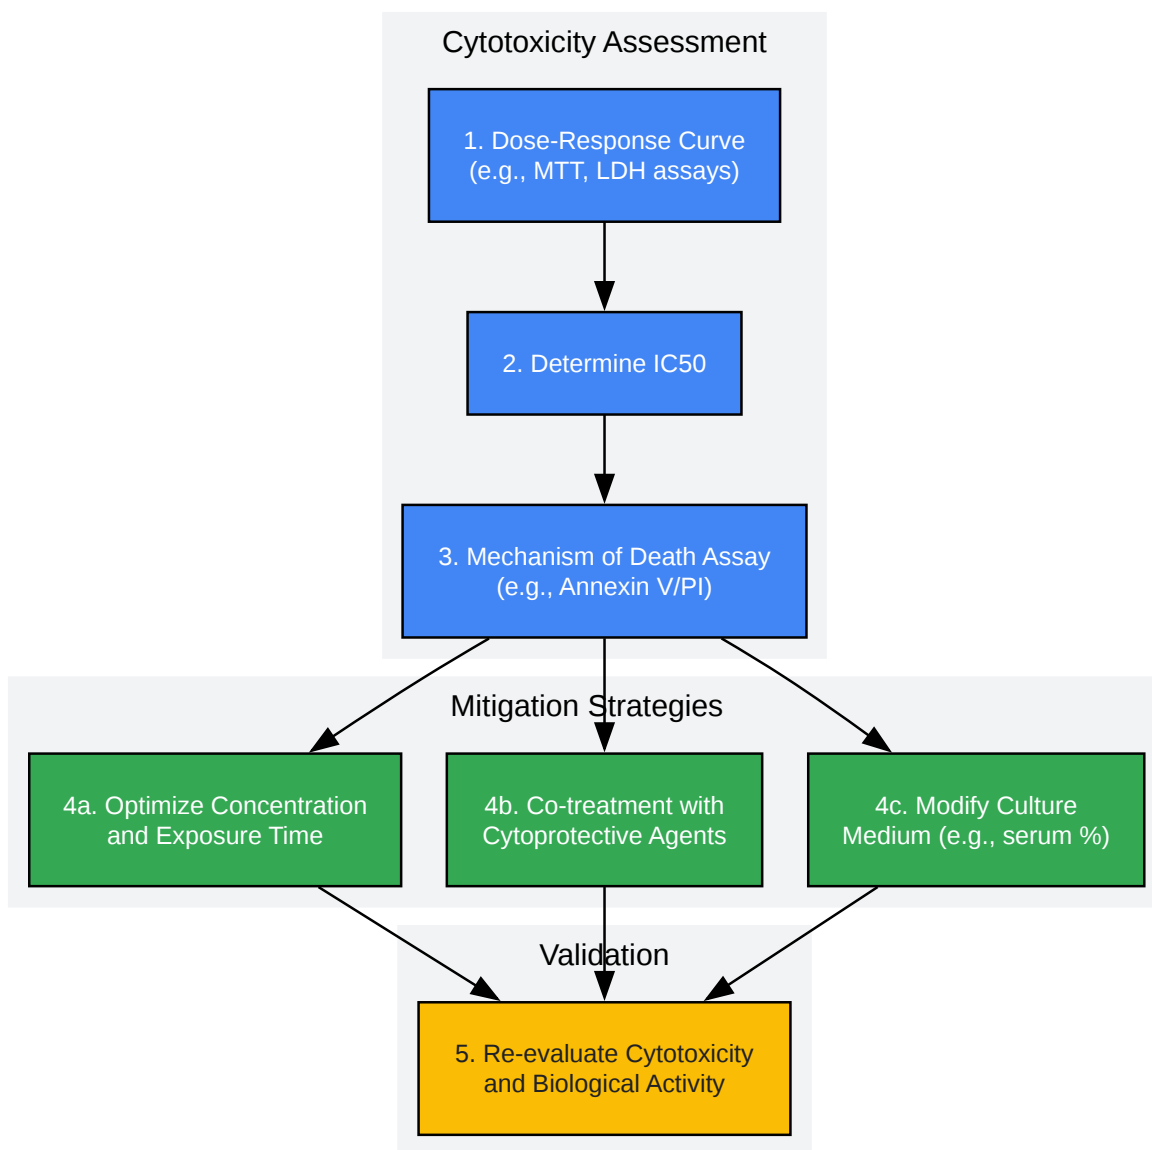 Cytotoxicity Assessment
1. Dose-Response Curve
(e.g., MTT, LDH assays)
2. Determine IC50
3. Mechanism of Death Assay
(e.g., Annexin V/PI)
Mitigation Strategies
4a. Optimize Concentration
and Exposure Time
4b. Co-treatment with
Cytoprotective Agents
4c. Modify Culture
Medium (e.g., serum %)
Validation
5. Re-evaluate Cytotoxicity
and Biological Activity